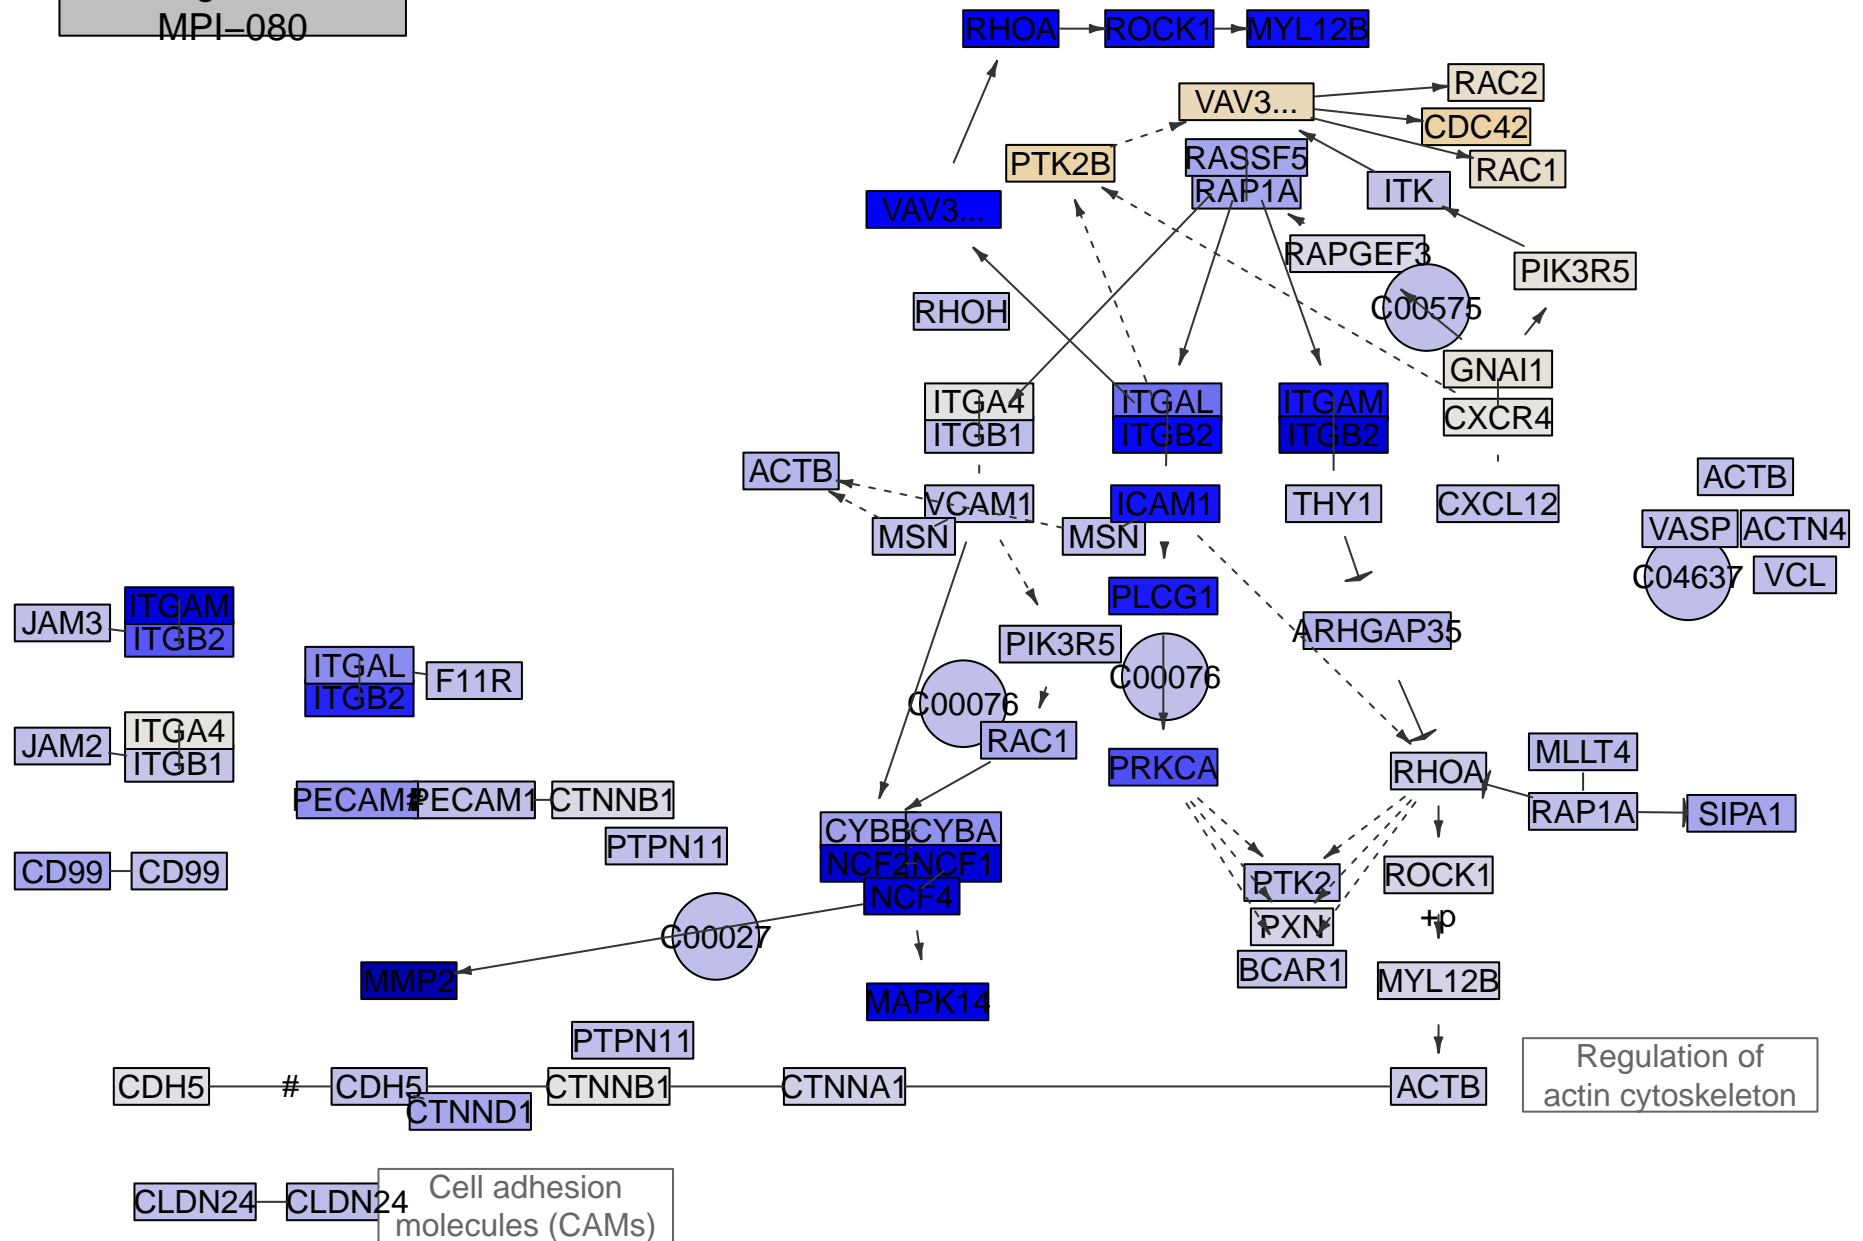 MPI−080
RHOA
ROCK1
MYL12B
RAC2
VAV3...
CDC42
PTK2B
RASSF5
RAC1
RAP1A
ITK
VAV3...
RAPGEF3
PIK3R5
C00575
RHOH
GNAI1
ITGA4
ITGAL
ITGAM
CXCR4
ITGB1
ITGB2
ITGB2
ACTB
ACTB
VCAM1
ICAM1
THY1
CXCL12
MSN
MSN
VASP
ACTN4
C04637
VCL
PLCG1
JAM3
ITGAM
ITGB2
ARHGAP35
PIK3R5
ITGAL
F11R
ITGB2
C00076
C00076
JAM2
ITGA4
ITGB1
RAC1
PRKCA
RHOA
MLLT4
PECAM1
#
PECAM1
CTNNB1
RAP1A
SIPA1
PTPN11
CYBB
CYBA
NCF2
NCF1
NCF4
CD99
CD99
PTK2
ROCK1
+p
PXN
C00027
BCAR1
MYL12B
MMP2
MAPK14
PTPN11
CDH5
#
CDH5
CTNNB1
CTNNA1
ACTB
CTNND1
Regulation of
actin cytoskeleton
CLDN24
CLDN24
Cell adhesion
molecules (CAMs)